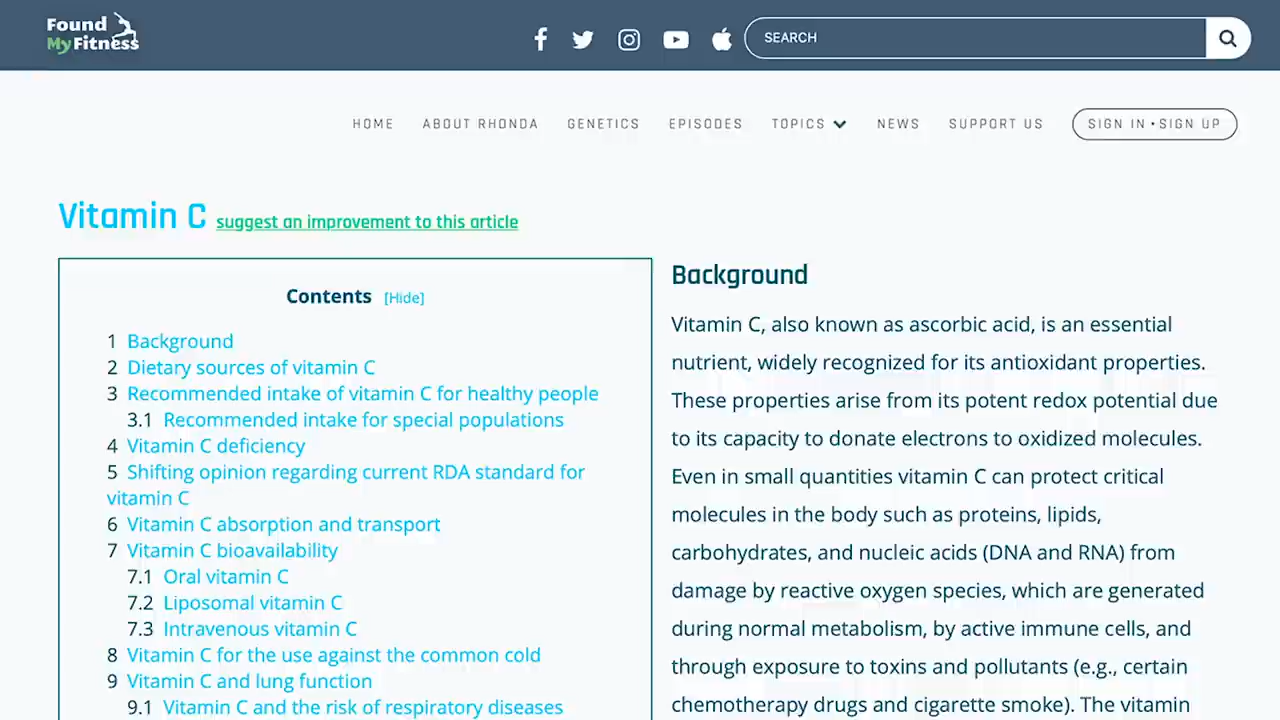 Found
MyFitness
SEARCH
HOME
ABOUT RHONDA
GENETICS
EPISODES
TOPICS
NEWS
SUPPORT US
SIGN IN • SIGN UP
Vitamin C suggest an improvement to this article
Contents [Hide]
1 Background
2 Dietary sources of vitamin C
3 Recommended intake of vitamin C for healthy people
3.1 Recommended intake for special populations
4 Vitamin C deficiency
5 Shifting opinion regarding current RDA standard for
vitamin C
6 Vitamin C absorption and transport
7 Vitamin C bioavailability
7.1 Oral vitamin C
7.2 Liposomal vitamin C
7.3 Intravenous vitamin C
8 Vitamin C for the use against the common cold
9 Vitamin C and lung function
9.1 Vitamin C and the risk of respiratory diseases
Background
Vitamin C, also known as ascorbic acid, is an essential
nutrient, widely recognized for its antioxidant properties.
These properties arise from its potent redox potential due
to its capacity to donate electrons to oxidized molecules.
Even in small quantities vitamin C can protect critical
molecules in the body such as proteins, lipids,
carbohydrates, and nucleic acids (DNA and RNA) from
damage by reactive oxygen species, which are generated
during normal metabolism, by active immune cells, and
through exposure to toxins and pollutants (e.g., certain
chemotherapy drugs and cigarette smoke). The vitamin